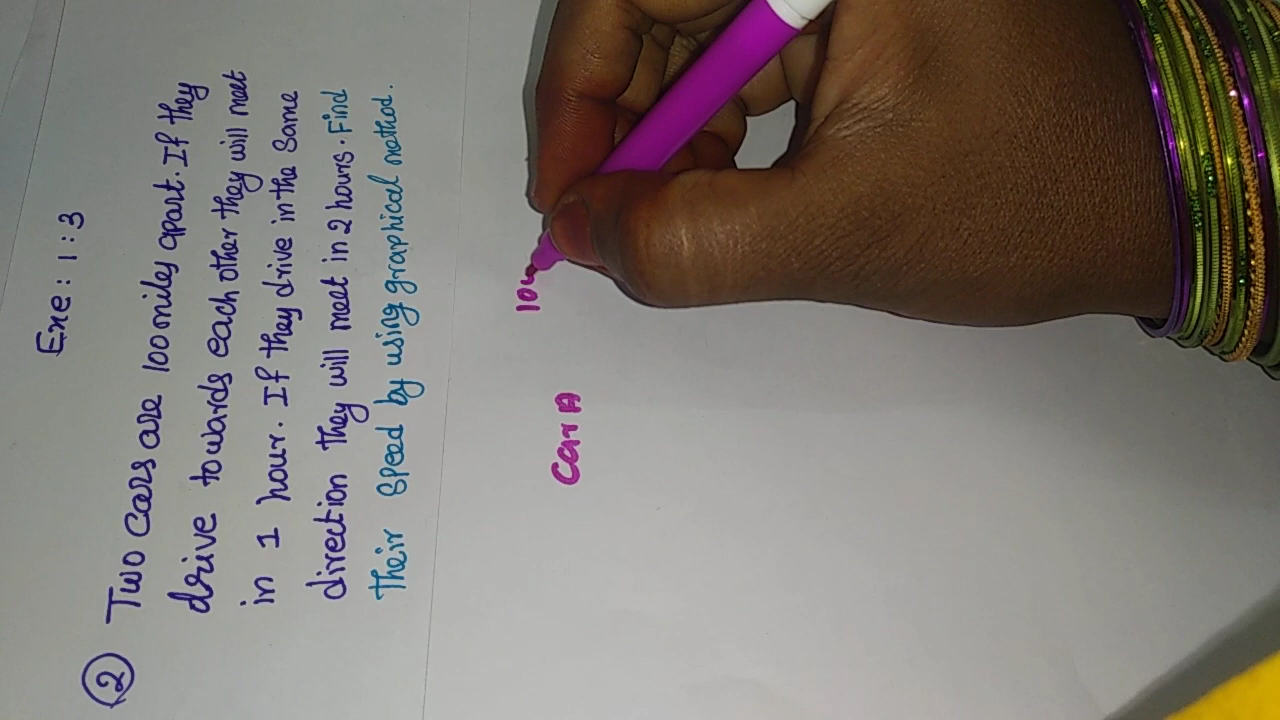 Exe : 1 : 3
② Two Cars are 100 miles apart. If they
drive towards each other they will meet
in 1 hour. If they drive in the same
direction they will meet in 2 hours. Find
their speed by using graphical method.
100
Car A